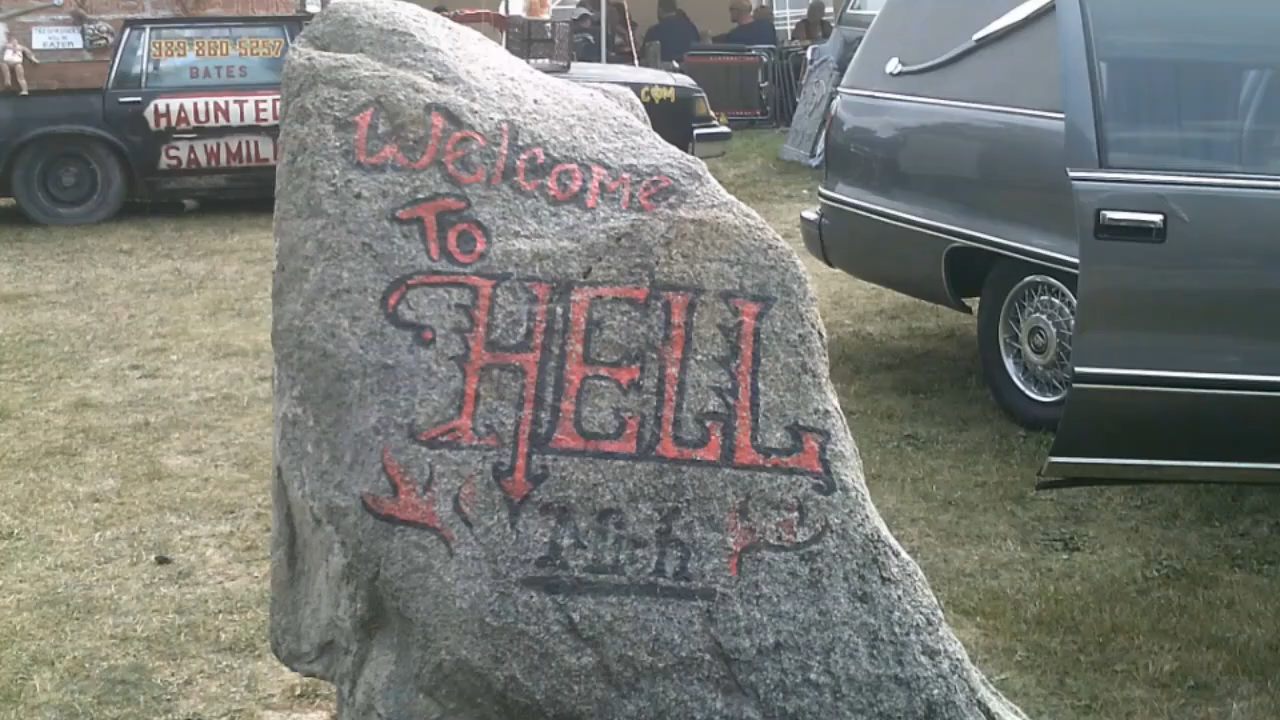 989-860-5257
BATES
HAUNTED
SAWMILL
Welcome
To
HELL
Mich